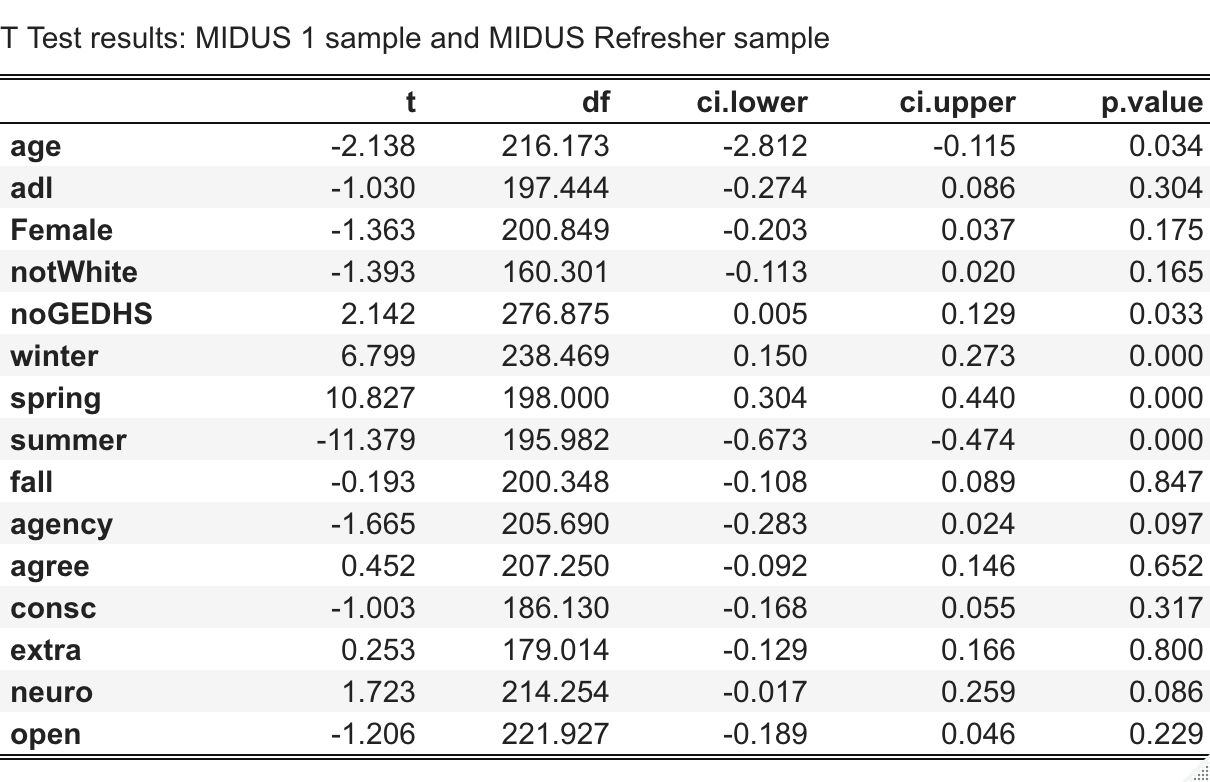 T Test results: MIDUS 1 sample and MIDUS Refresher sample
t df ci.lower ci.upper p.value
age -2.138 216.173 -2.812 -0.115 0.034
adl -1.030 197.444 -0.274 0.086 0.304
Female -1.363 200.849 -0.203 0.037 0.175
notWhite -1.393 160.301 -0.113 0.020 0.165
noGEDHS 2.142 276.875 0.005 0.129 0.033
winter 6.799 238.469 0.150 0.273 0.000
spring 10.827 198.000 0.304 0.440 0.000
summer -11.379 195.982 -0.673 -0.474 0.000
fall -0.193 200.348 -0.108 0.089 0.847
agency -1.665 205.690 -0.283 0.024 0.097
agree 0.452 207.250 -0.092 0.146 0.652
consc -1.003 186.130 -0.168 0.055 0.317
extra 0.253 179.014 -0.129 0.166 0.800
neuro 1.723 214.254 -0.017 0.259 0.086
open -1.206 221.927 -0.189 0.046 0.229